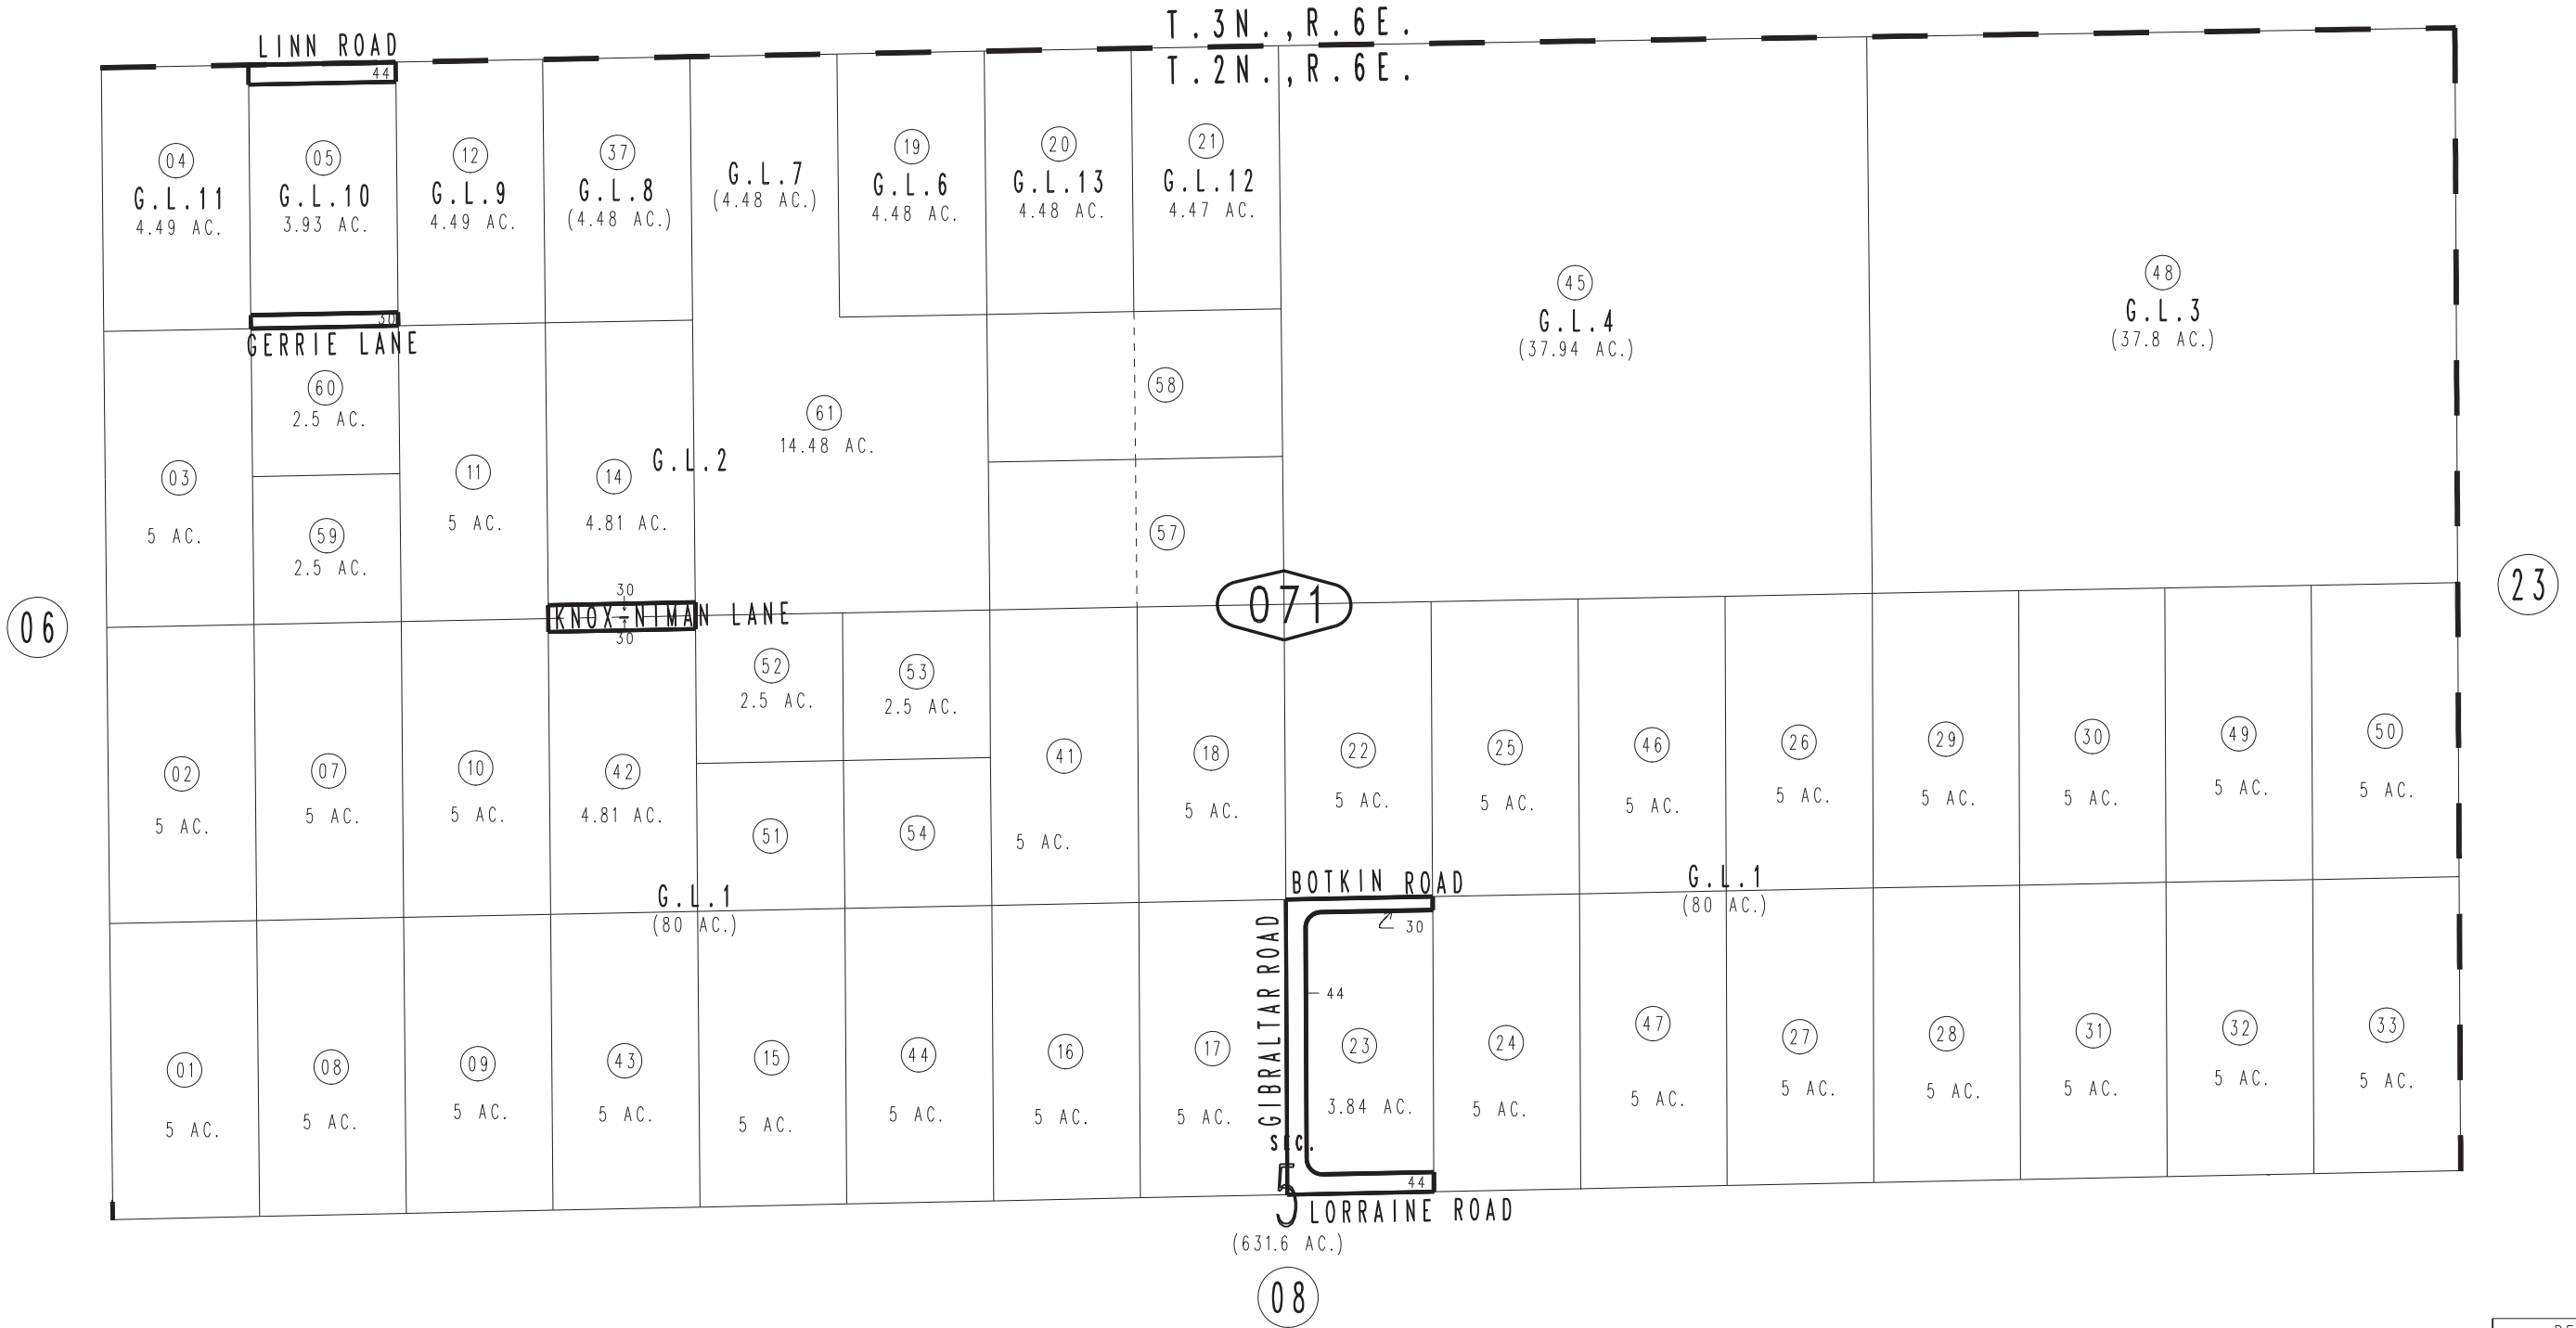 T.3N.,R.6E.
LINN ROAD
T.2N.,R.6E.
44
04
G.L.11
4.49 AC.
05
G.L.10
3.93 AC.
12
G.L.9
4.49 AC.
37
G.L.8
(4.48 AC.)
G.L.7
(4.48 AC.)
19
G.L.6
4.48 AC.
20
G.L.13
4.48 AC.
21
G.L.12
4.47 AC.
45
G.L.4
(37.94 AC.)
48
G.L.3
(37.8 AC.)
30
GERRIE LANE
60
2.5 AC.
61
14.48 AC.
58
03
5 AC.
59
2.5 AC.
11
5 AC.
14
4.81 AC.
G.L.2
57
06
30
KNOX-NIMAN LANE
30
071
23
52
2.5 AC.
53
2.5 AC.
02
5 AC.
07
5 AC.
10
5 AC.
42
4.81 AC.
51
54
41
5 AC.
18
5 AC.
22
5 AC.
25
5 AC.
46
5 AC.
26
5 AC.
29
5 AC.
30
5 AC.
49
5 AC.
50
5 AC.
G.L.1
(80 AC.)
BOTKIN ROAD
30
G.L.1
(80 AC.)
GIBRALTAR ROAD
44
01
5 AC.
08
5 AC.
09
5 AC.
43
5 AC.
15
5 AC.
44
5 AC.
16
5 AC.
17
5 AC.
23
3.84 AC.
24
5 AC.
47
5 AC.
27
5 AC.
28
5 AC.
31
5 AC.
32
5 AC.
33
5 AC.
SEC.
5
44
LORRAINE ROAD
(631.6 AC.)
08